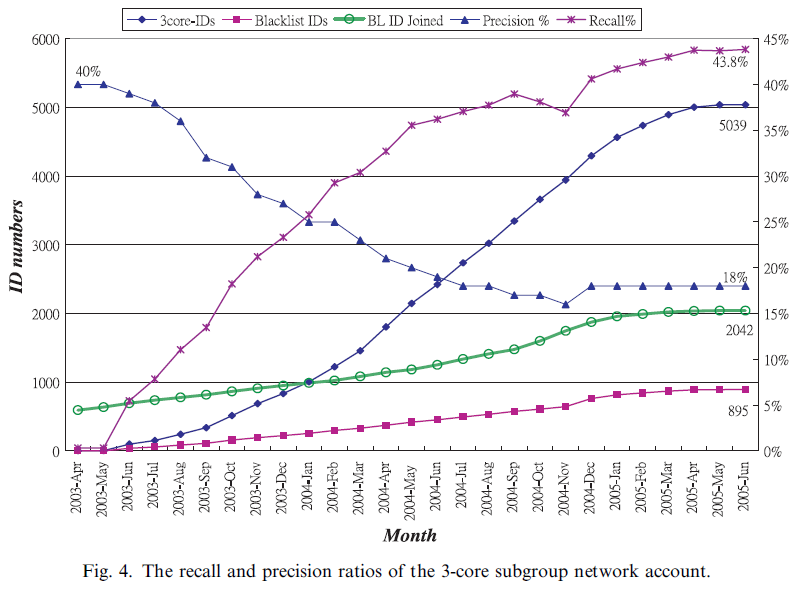 3core-IDs Blacklist IDs BL ID Joined Precision % Recall%
6000 45%
40% 43.8% 40%
5000 5039 35%
4000 30%
25%
3000 20%
18%
2000 2042 15%
10%
1000 895 5%
0 0%
ID numbers
2003-Apr 2003-May 2003-Jun 2003-Jul 2003-Aug 2003-Sep 2003-Oct 2003-Nov 2003-Dec 2004-Jan 2004-Feb 2004-Mar 2004-Apr 2004-May 2004-Jun 2004-Jul 2004-Aug 2004-Sep 2004-Oct 2004-Nov 2004-Dec 2005-Jan 2005-Feb 2005-Mar 2005-Apr 2005-May 2005-Jun
Month
Fig. 4. The recall and precision ratios of the 3-core subgroup network account.